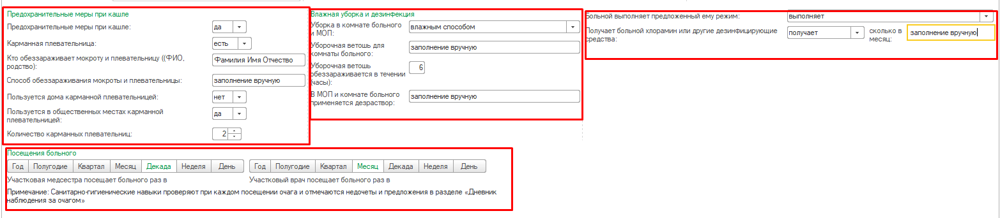 Предохранительные меры при кашле
Предохранительные меры при кашле: да
Карманная плевательница: есть
Кто обеззараживает мокроту и плевательницу ((ФИО,
родство): Фамилия Имя Отчество
Способ обеззараживания мокроты и плевательницы: заполнение вручную
Пользуется дома карманной плевательницей: нет
Пользуется в общественных местах карманной
плевательницей: да
Количество карманных плевательниц: 2
Влажная уборка и дезинфекция
Уборка в комнате больного
и МОП: влажным способом
Уборочная ветошь для
комнаты больного: заполнение вручную
Уборочная ветошь
обеззараживается в течении
(часы): 6
В МОП и комнате больного
применяется дезраствор: заполнение вручную
Больной выполняет предложенный ему режим: выполняет
Получает больной хлорамин или другие дезинфицирующие
средства: получает
сколько в
месяц: заполнение вручную
Посещения больного
Год Полугодие Квартал Месяц Декада Неделя День
Участковая медсестра посещает больного раз в
Год Полугодие Квартал Месяц Декада Неделя День
Участковый врач посещает больного раз в
Примечание: Санитарно-гигиенические навыки проверяют при каждом посещении очага и отмечаются недочеты и предложения в разделе «Дневник
наблюдения за очагом»